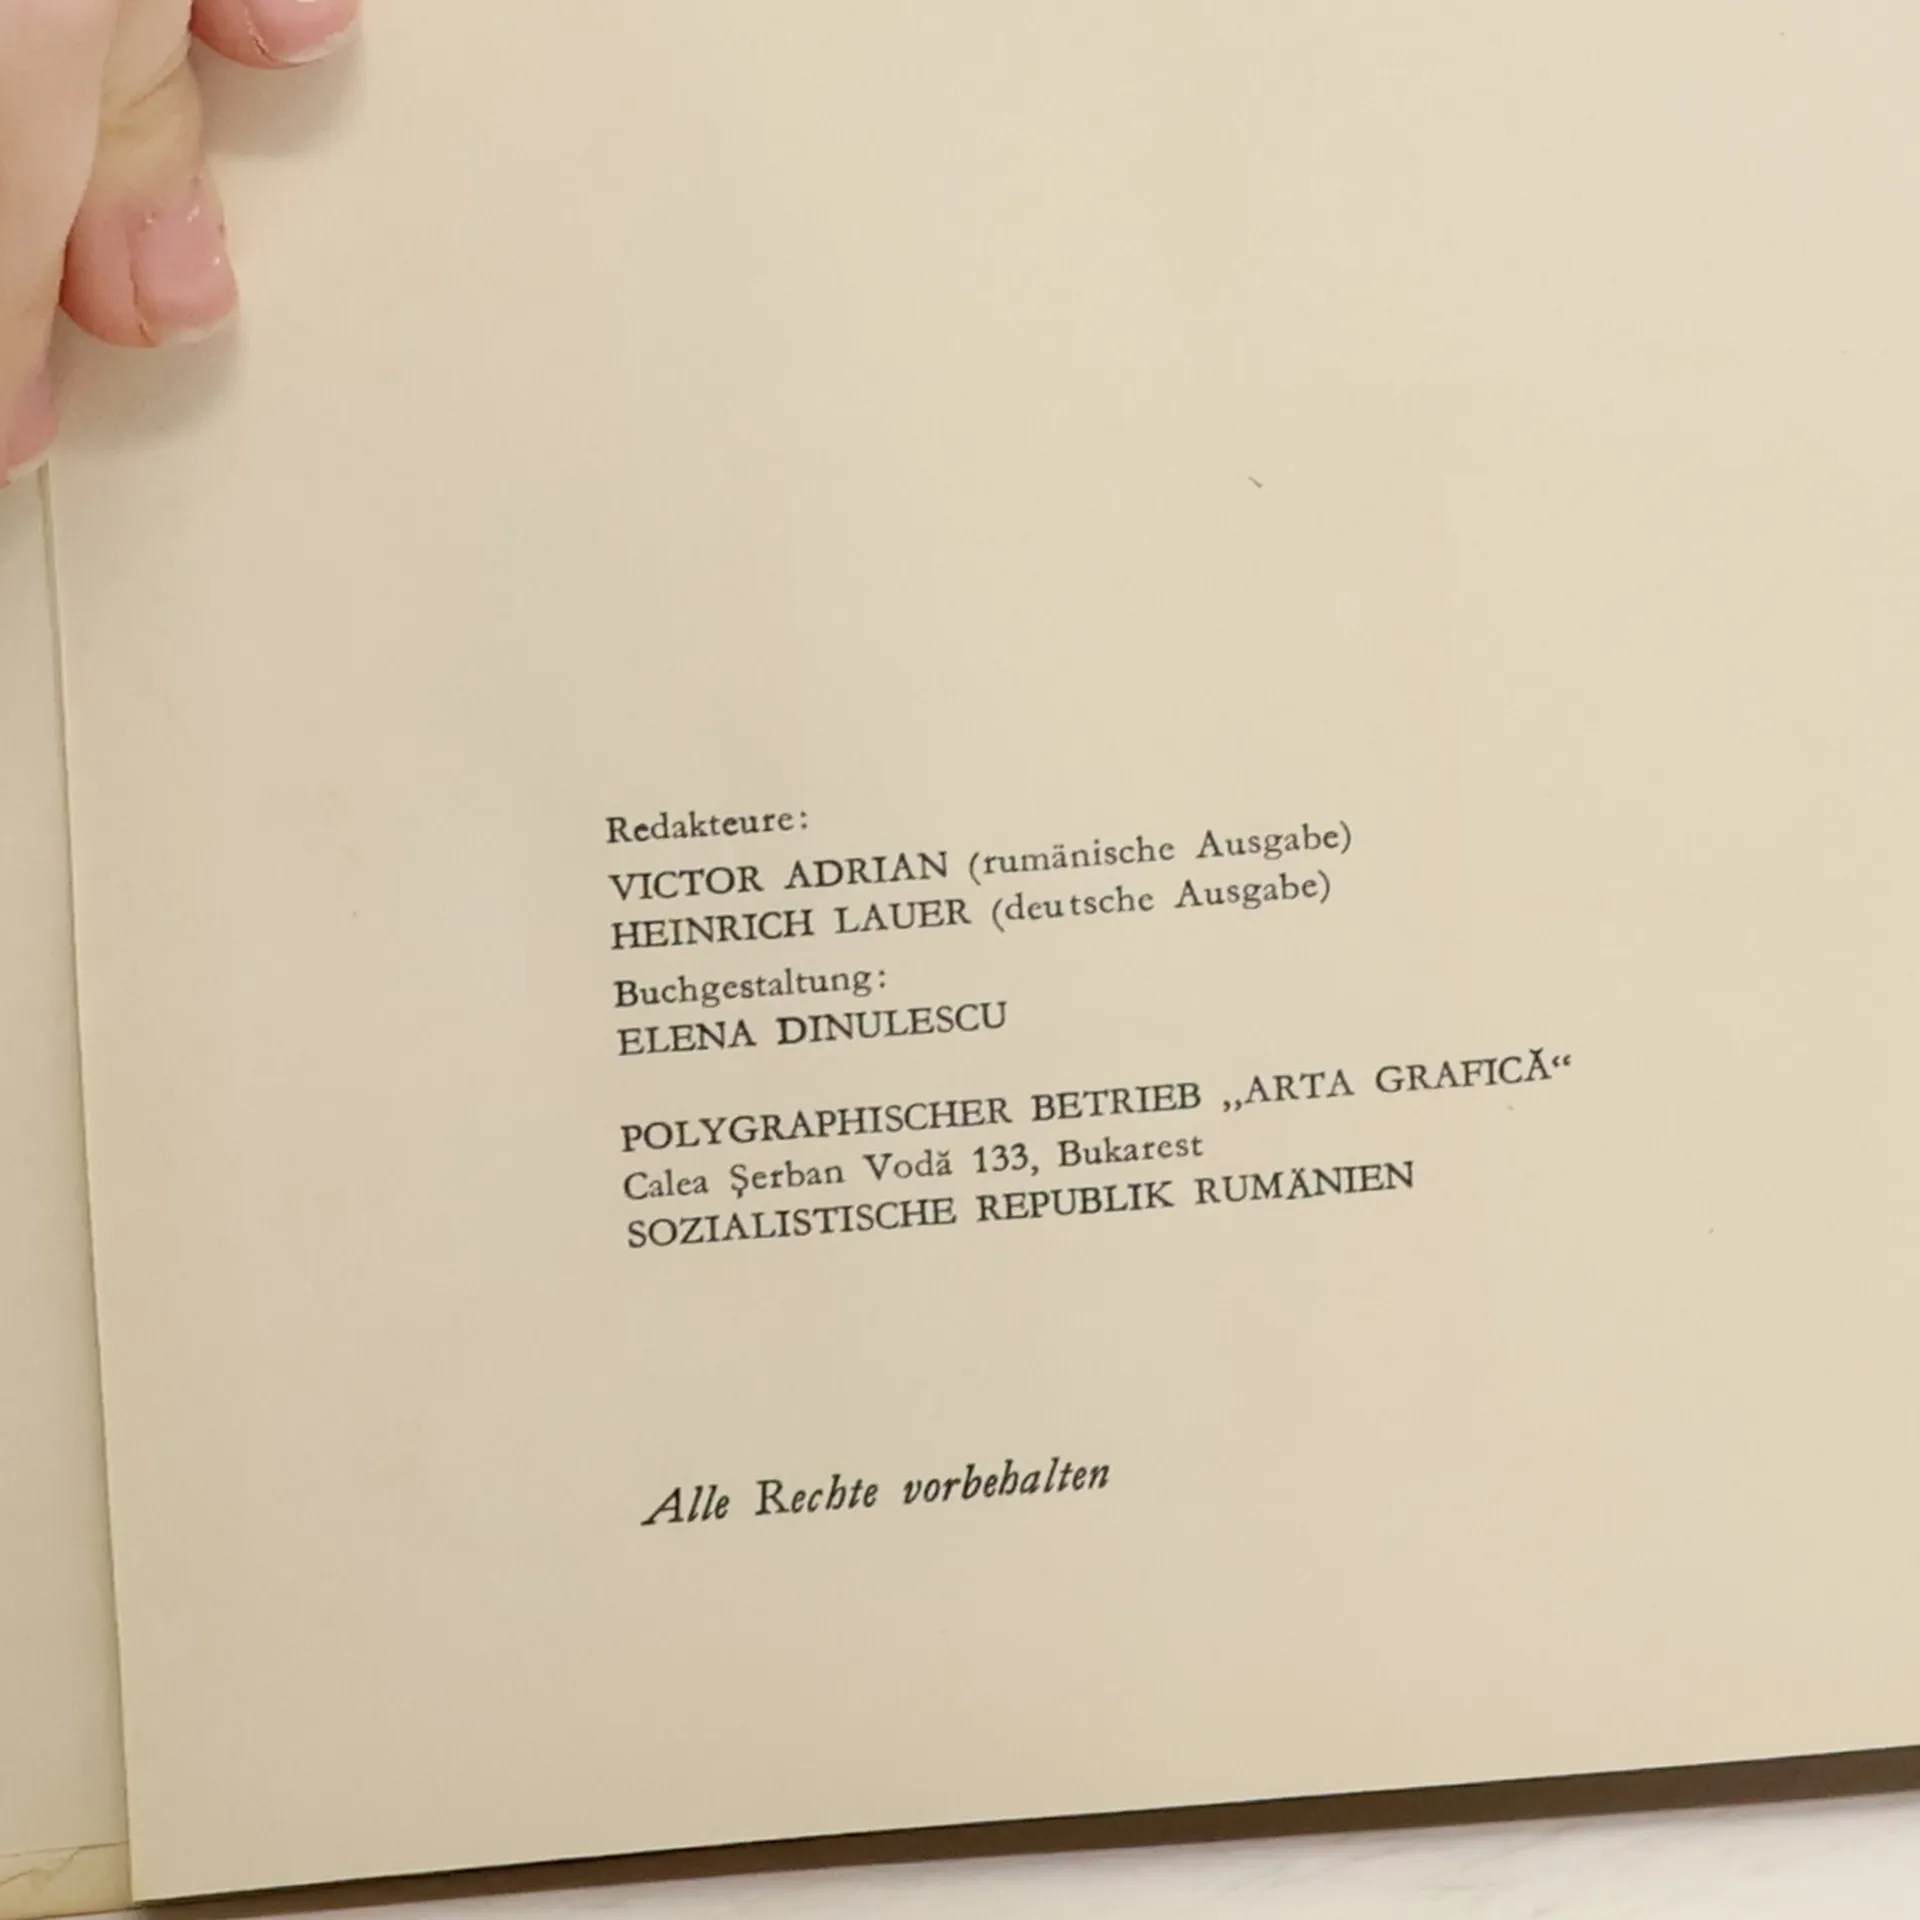 Redakteure:
VICTOR ADRIAN (rumänische Ausgabe)
HEINRICH LAUER (deutsche Ausgabe)
Buchgestaltung:
ELENA DINULESCU
POLYGRAPHISCHER BETRIEB „ARTA GRAFICĂ“
Calea Şerban Vodă 133, Bukarest
SOZIALISTISCHE REPUBLIK RUMÄNIEN
Alle Rechte vorbehalten